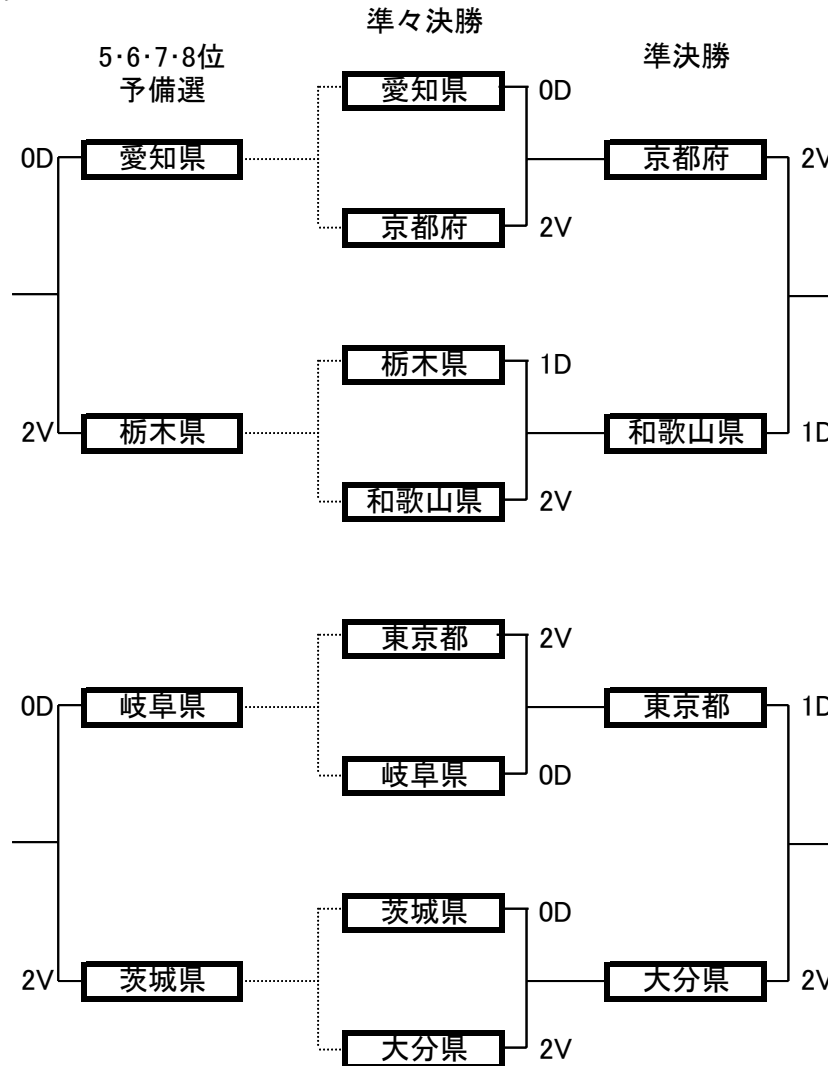 準々決勝
5・6・7・8位
予備選
準決勝
愛知県
0D
0D
愛知県
京都府
2V
京都府
2V
栃木県
1D
2V
栃木県
和歌山県
1D
和歌山県
2V
東京都
2V
0D
岐阜県
東京都
1D
岐阜県
0D
茨城県
0D
2V
茨城県
大分県
2V
大分県
2V